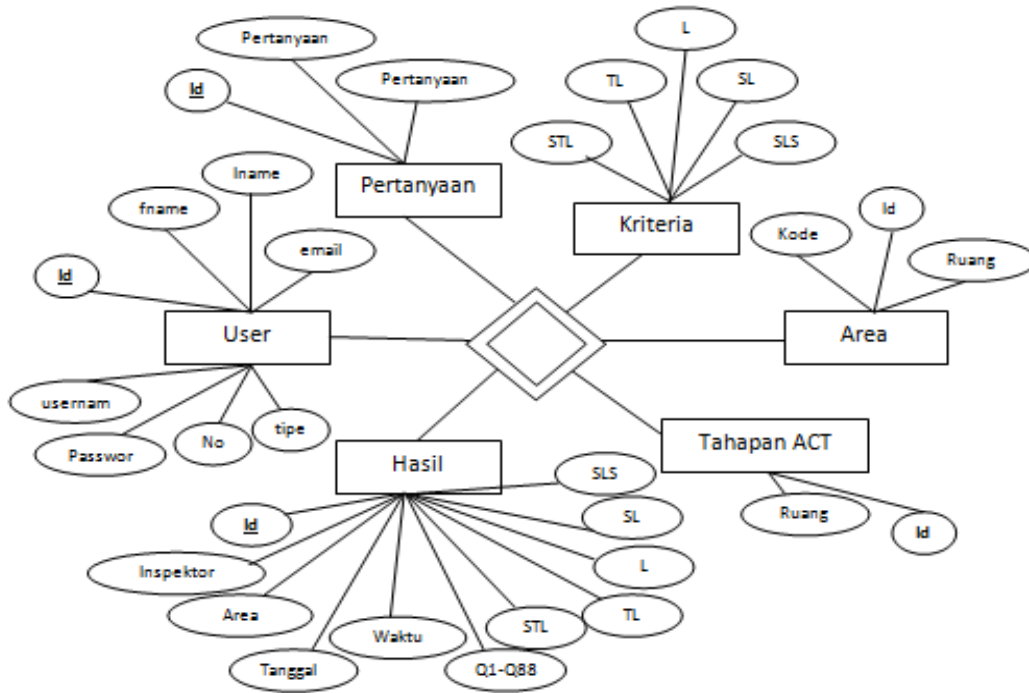 Pertanyaan
L
Pertanyaan
Id
TL
SL
STL
SLS
Pertanyaan
lname
fname
Kriteria
Id
Kode
Ruang
email
Id
User
Area
usernam
Passwor
No
tipe
Hasil
Tahapan ACT
SLS
Ruang
Id
Id
SL
Inspektor
L
Area
Waktu
STL
TL
Tanggal
Q1-Q88